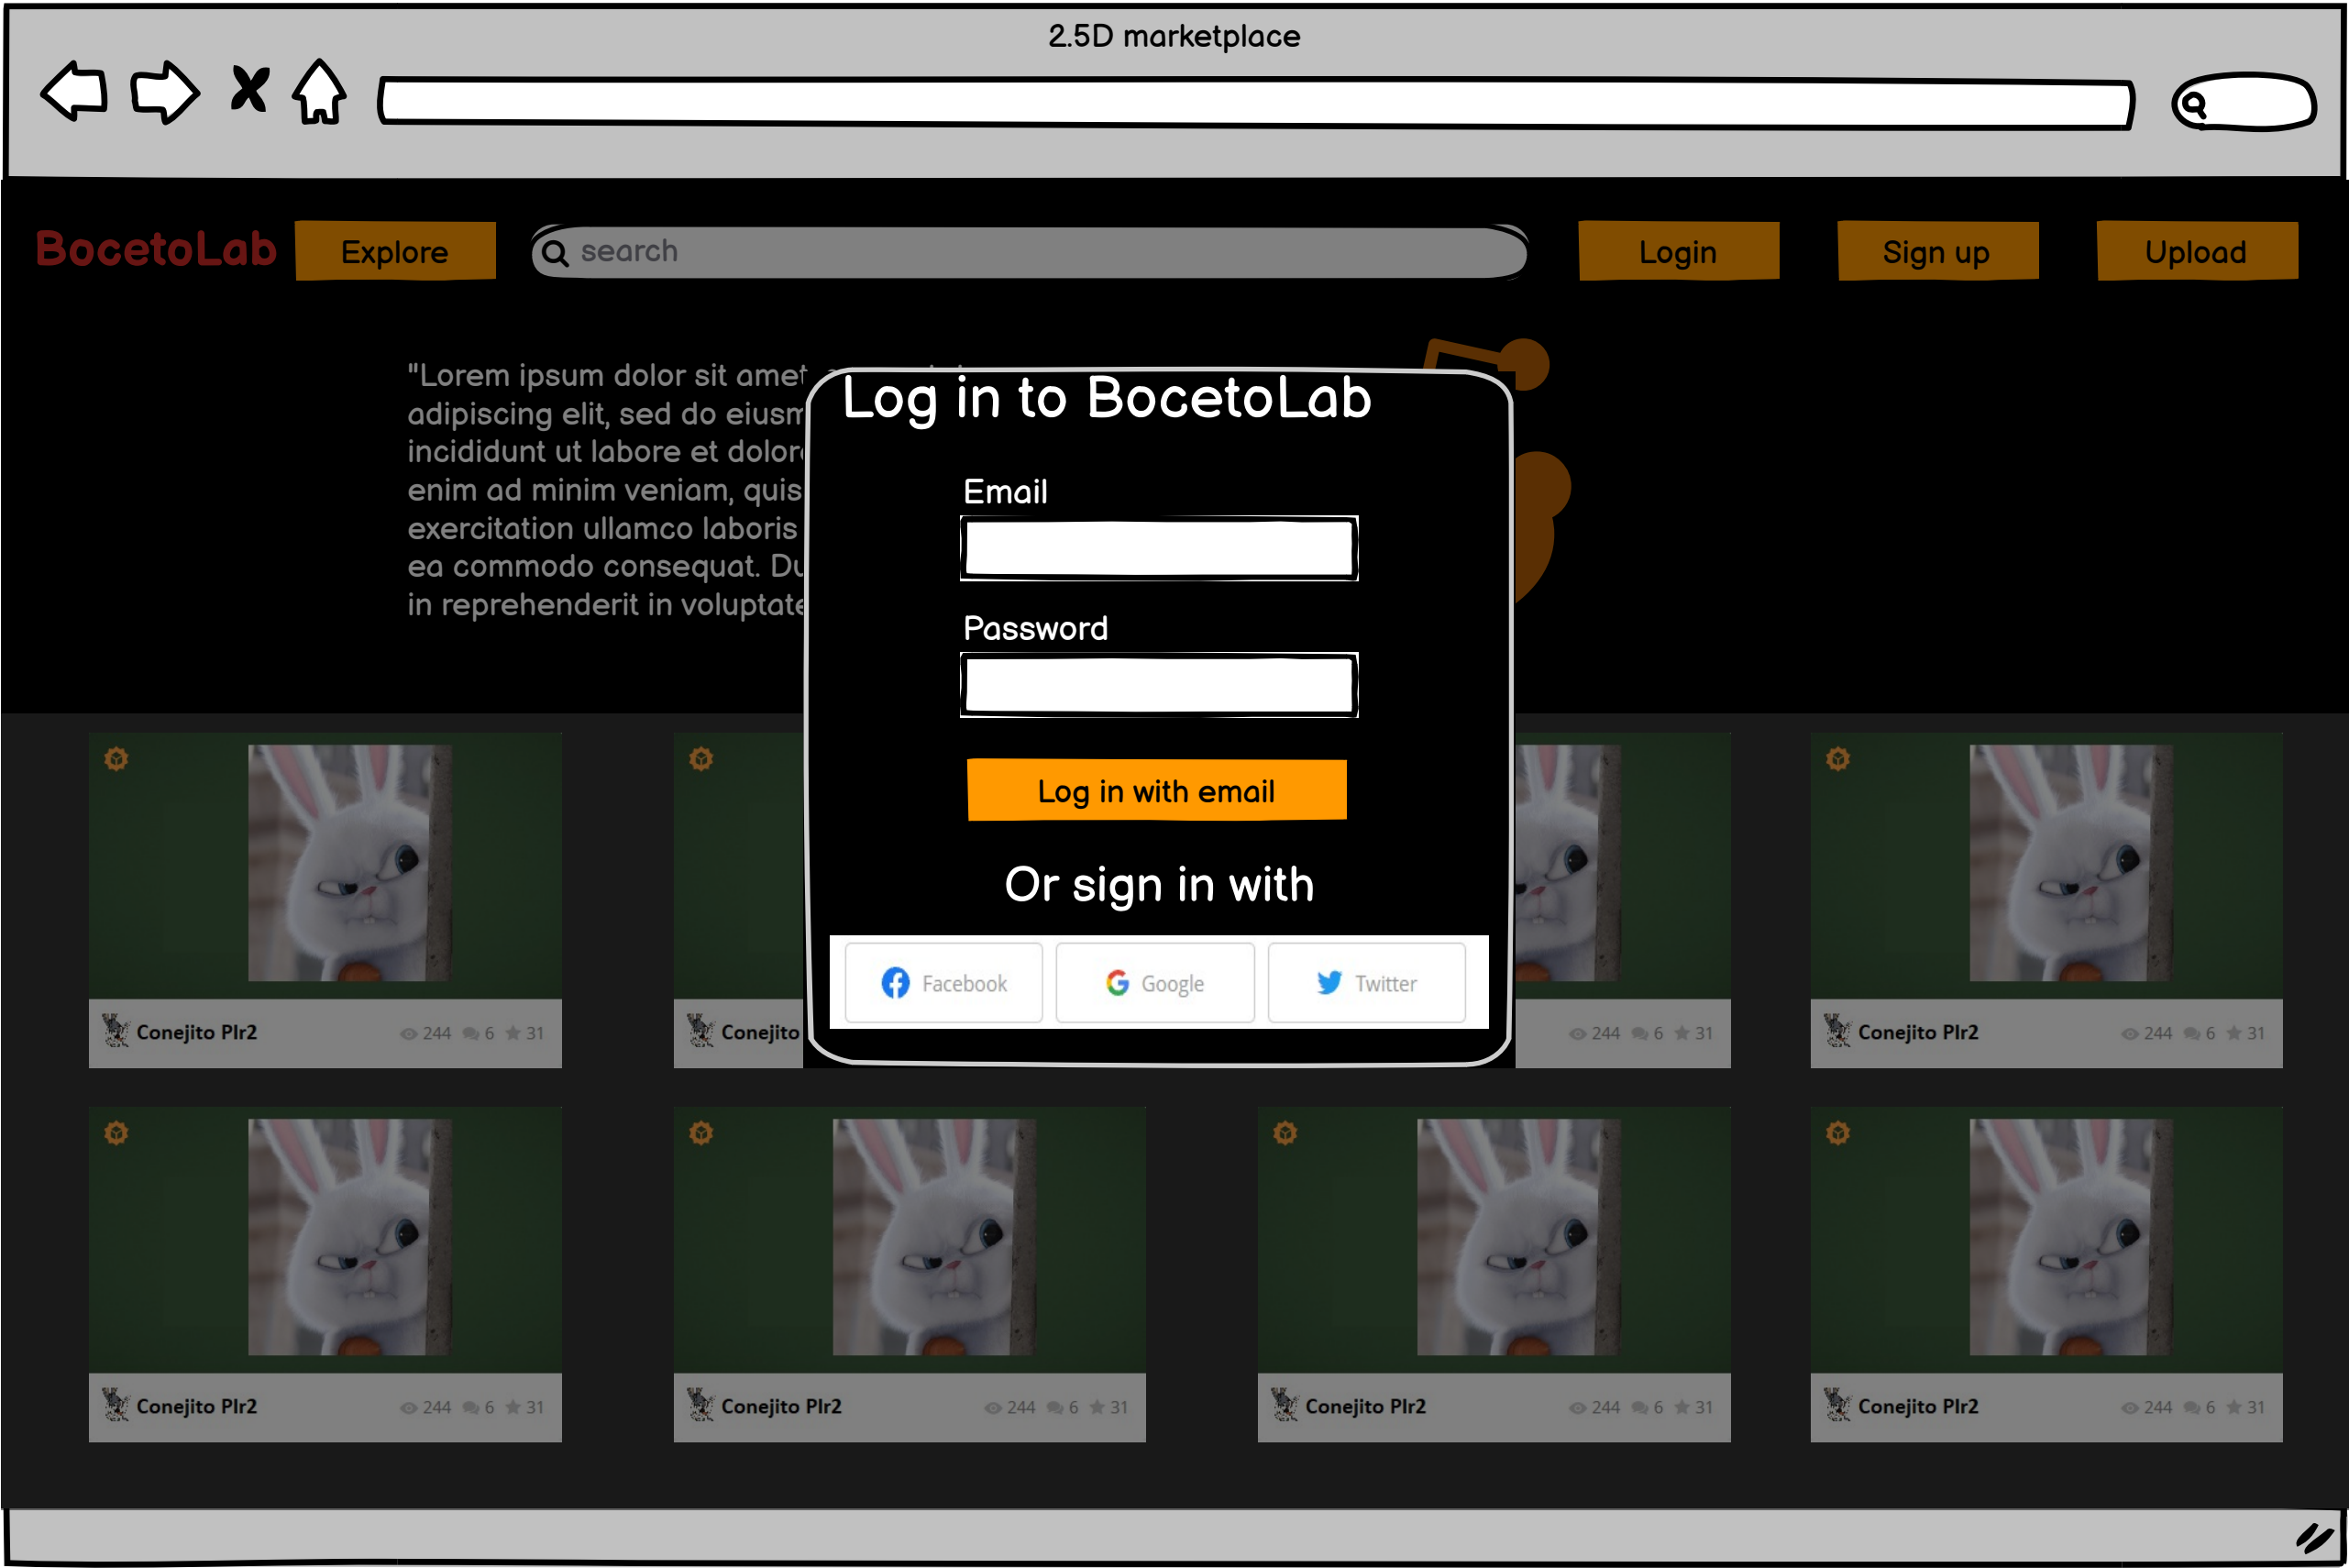 2.5D marketplace
BocetoLab
Explore
search
Login
Sign up
Upload
"Lorem ipsum dolor sit amet
adipiscing elit, sed do eiusm
incididunt ut labore et dolor
enim ad minim veniam, quis
exercitation ullamco laboris
ea commodo consequat. Du
in reprehenderit in voluptate
Log in to BocetoLab
Email
Password
Log in with email
Or sign in with
Facebook
Google
Twitter
Conejito Plr2 244 6 31
Conejito
244 6 31
Conejito Plr2 244 6 31
Conejito Plr2 244 6 31
Conejito Plr2 244 6 31
Conejito Plr2 244 6 31
Conejito Plr2 244 6 31